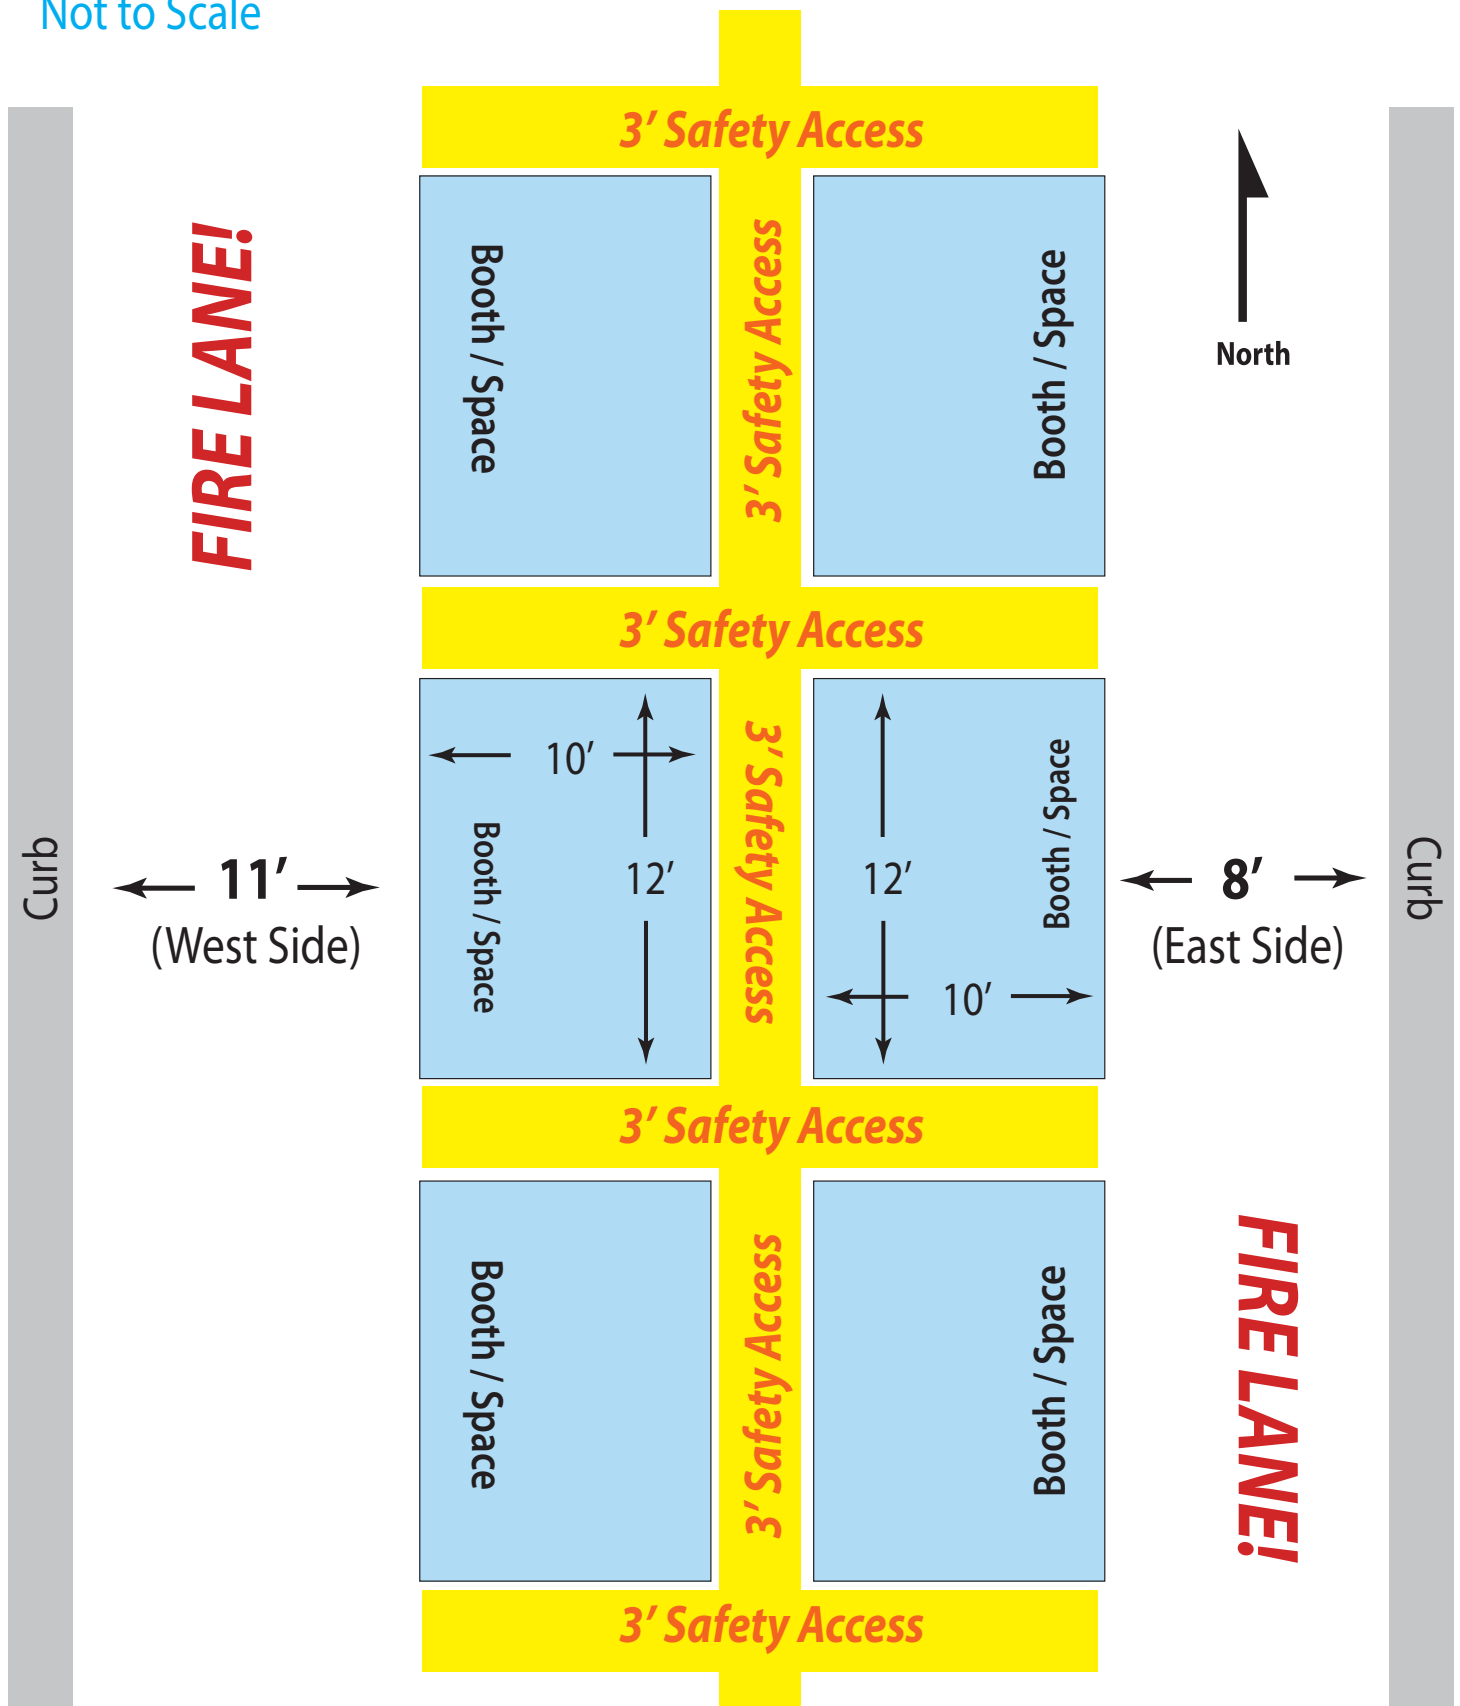 Not to Scale
3′ Safety Access
FIRE LANE!
Booth / Space
3′ Safety Access
Booth / Space
North
3′ Safety Access
10′
12′
Booth / Space
3′ Safety Access
12′
10′
Booth / Space
Curb
11′
(West Side)
8′
(East Side)
Curb
3′ Safety Access
Booth / Space
3′ Safety Access
Booth / Space
FIRE LANE!
3′ Safety Access